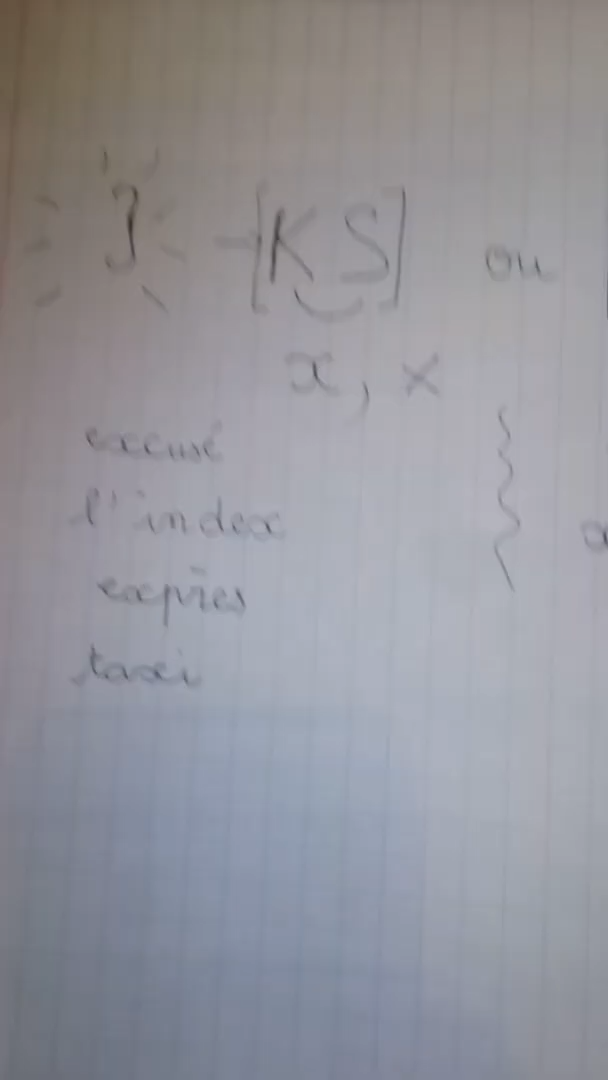 [KS] ou
x, x
excusé
l'index
exprès
taxi